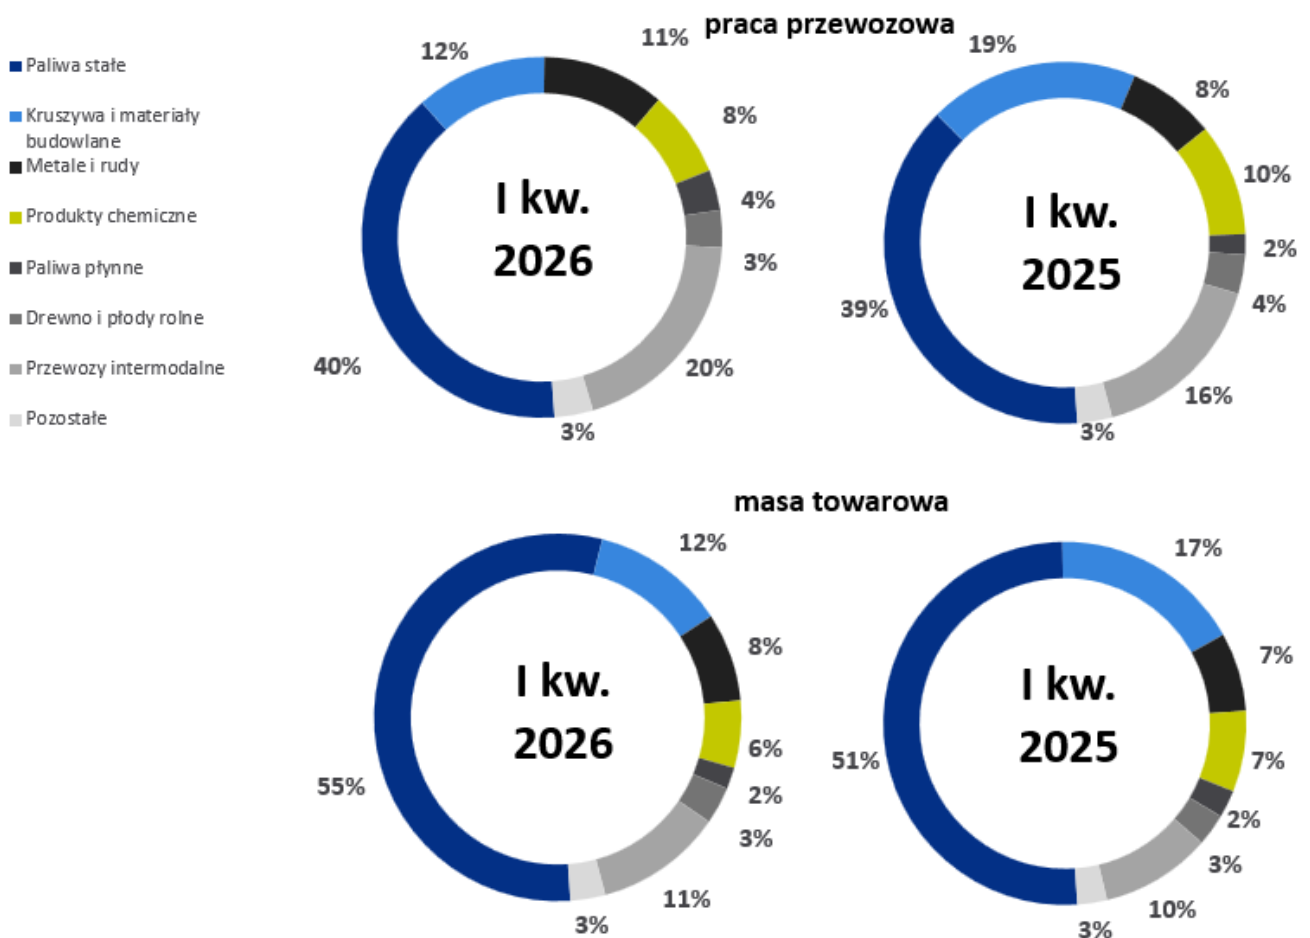 praca przewozowa
Paliwa stałe
Kruszywa i materiały
budowlane
Metale i rudy
Produkty chemiczne
Paliwa płynne
Drewno i płody rolne
Przewozy intermodalne
Pozostałe
12%
11%
8%
4%
3%
20%
3%
40%
I kw.
2026
19%
8%
10%
2%
4%
16%
3%
39%
I kw.
2025
masa towarowa
12%
8%
6%
2%
3%
11%
3%
55%
I kw.
2026
17%
7%
7%
2%
3%
10%
3%
51%
I kw.
2025